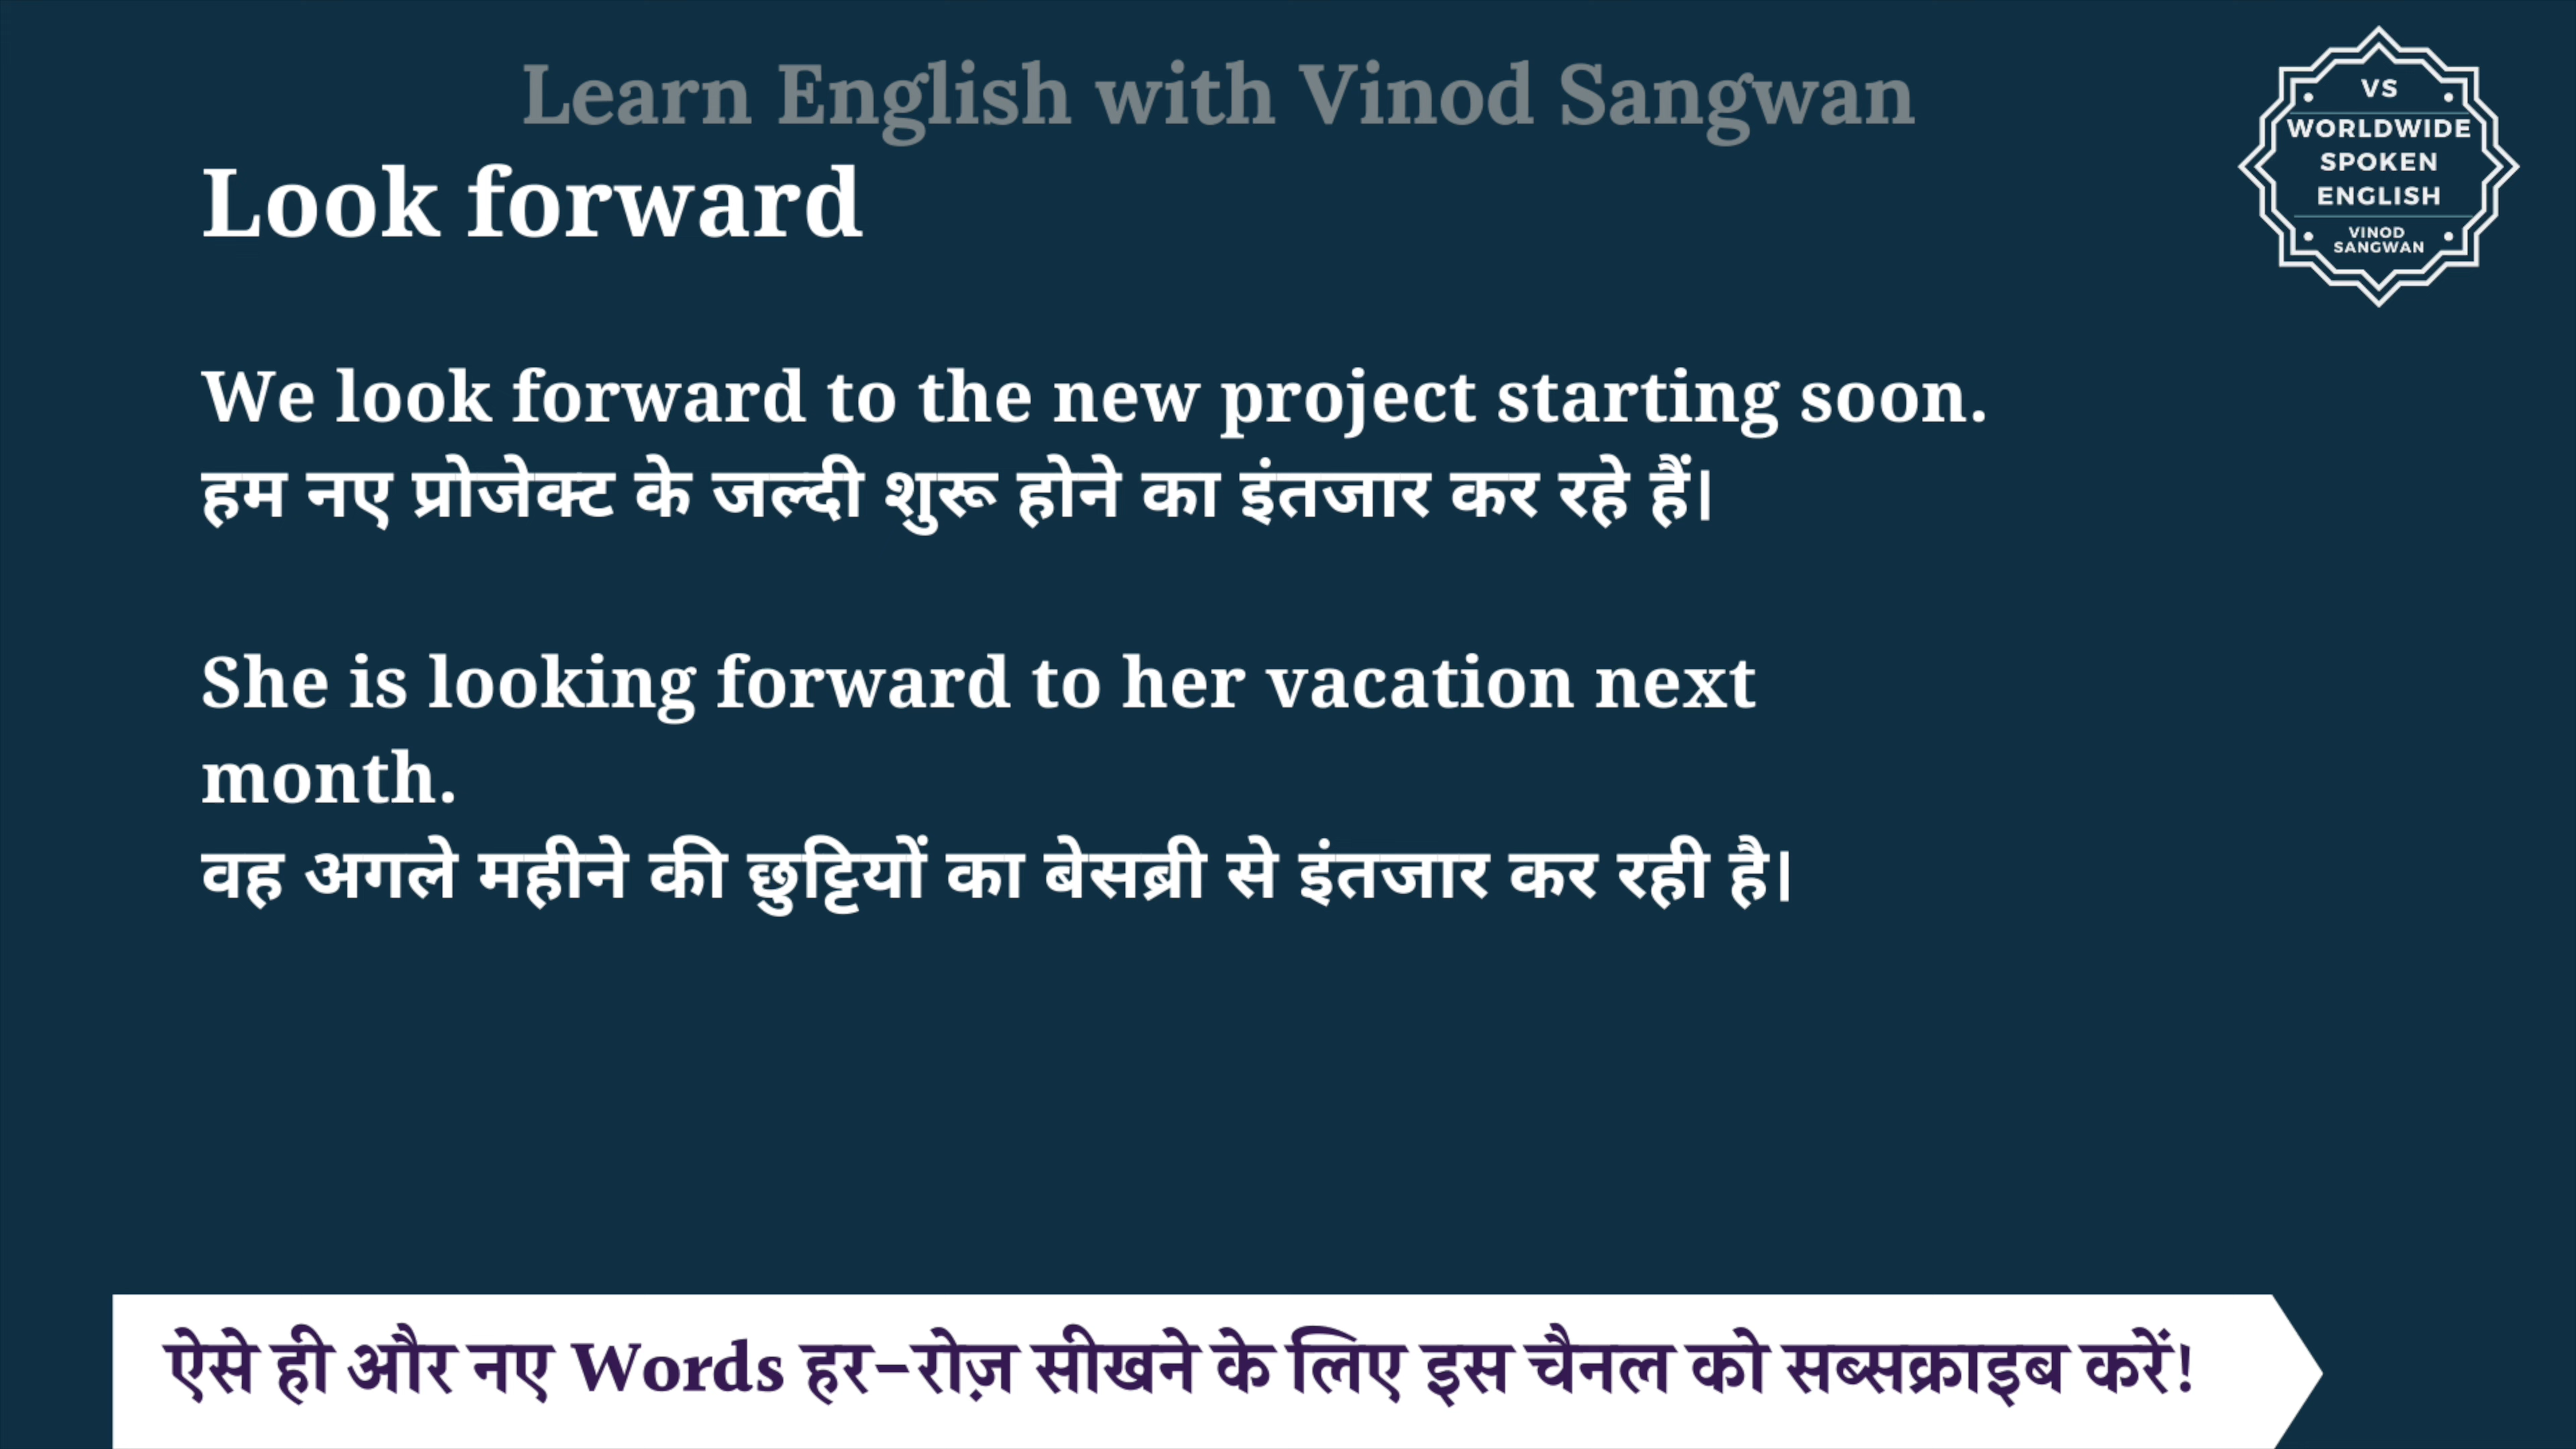 Learn English with Vinod Sangwan
VS
WORLDWIDE
SPOKEN
ENGLISH
VINOD
SANGWAN
Look forward
We look forward to the new project starting soon.
हम नए प्रोजेक्ट के जल्दी शुरू होने का इंतजार कर रहे हैं।
She is looking forward to her vacation next
month.
वह अगले महीने की छुट्टियों का बेसब्री से इंतजार कर रही है।
ऐसे ही और नए Words हर-रोज़ सीखने के लिए इस चैनल को सब्सक्राइब करें!